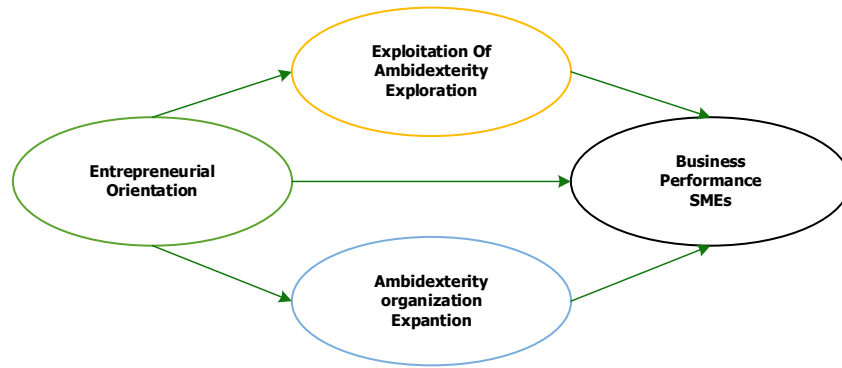 Exploitation Of
Ambidexterity
Exploration
Entrepreneurial
Orientation
Business
Performance
SMEs
Ambidexterity
organization
Expantion